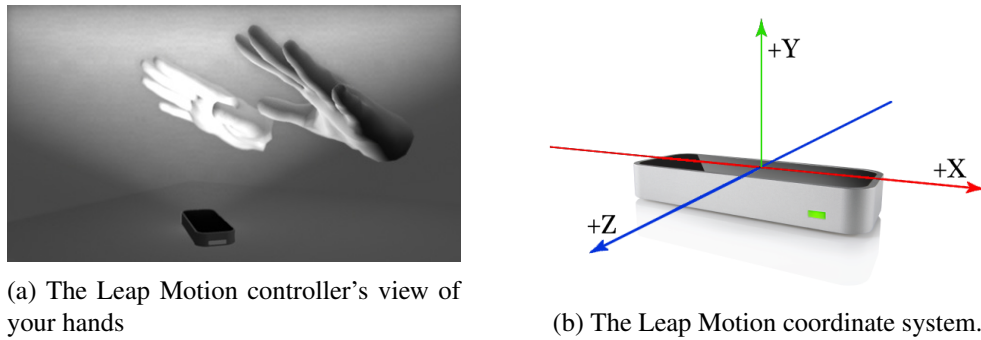 +Y
+X
+Z
(a) The Leap Motion controller's view of
your hands
(b) The Leap Motion coordinate system.